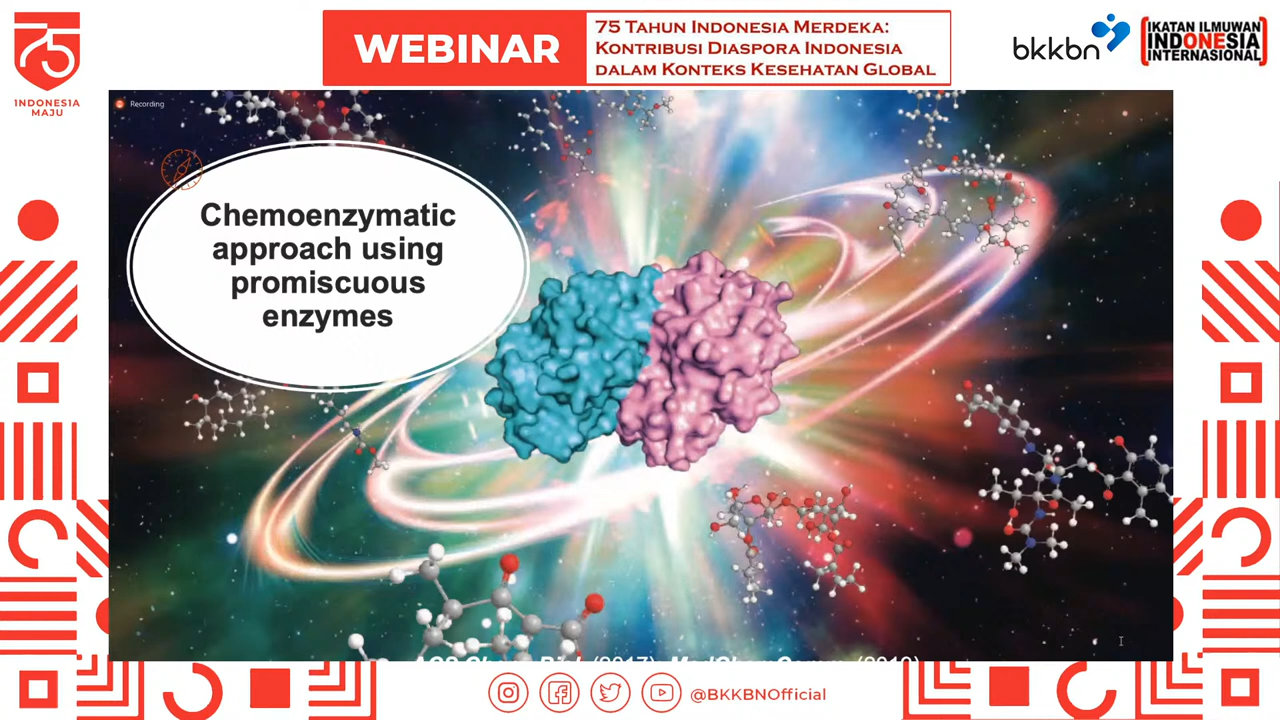 75
INDONESIA
MAJU
WEBINAR
75 TAHUN INDONESIA MERDEKA:
KONTRIBUSI DIASPORA INDONESIA
DALAM KONTEKS KESEHATAN GLOBAL
bkkbn
IKATAN ILMUWAN
INDONESIA
INTERNASIONAL
Recording
Chemoenzymatic
approach using
promiscuous
enzymes
@BKKBNOfficial